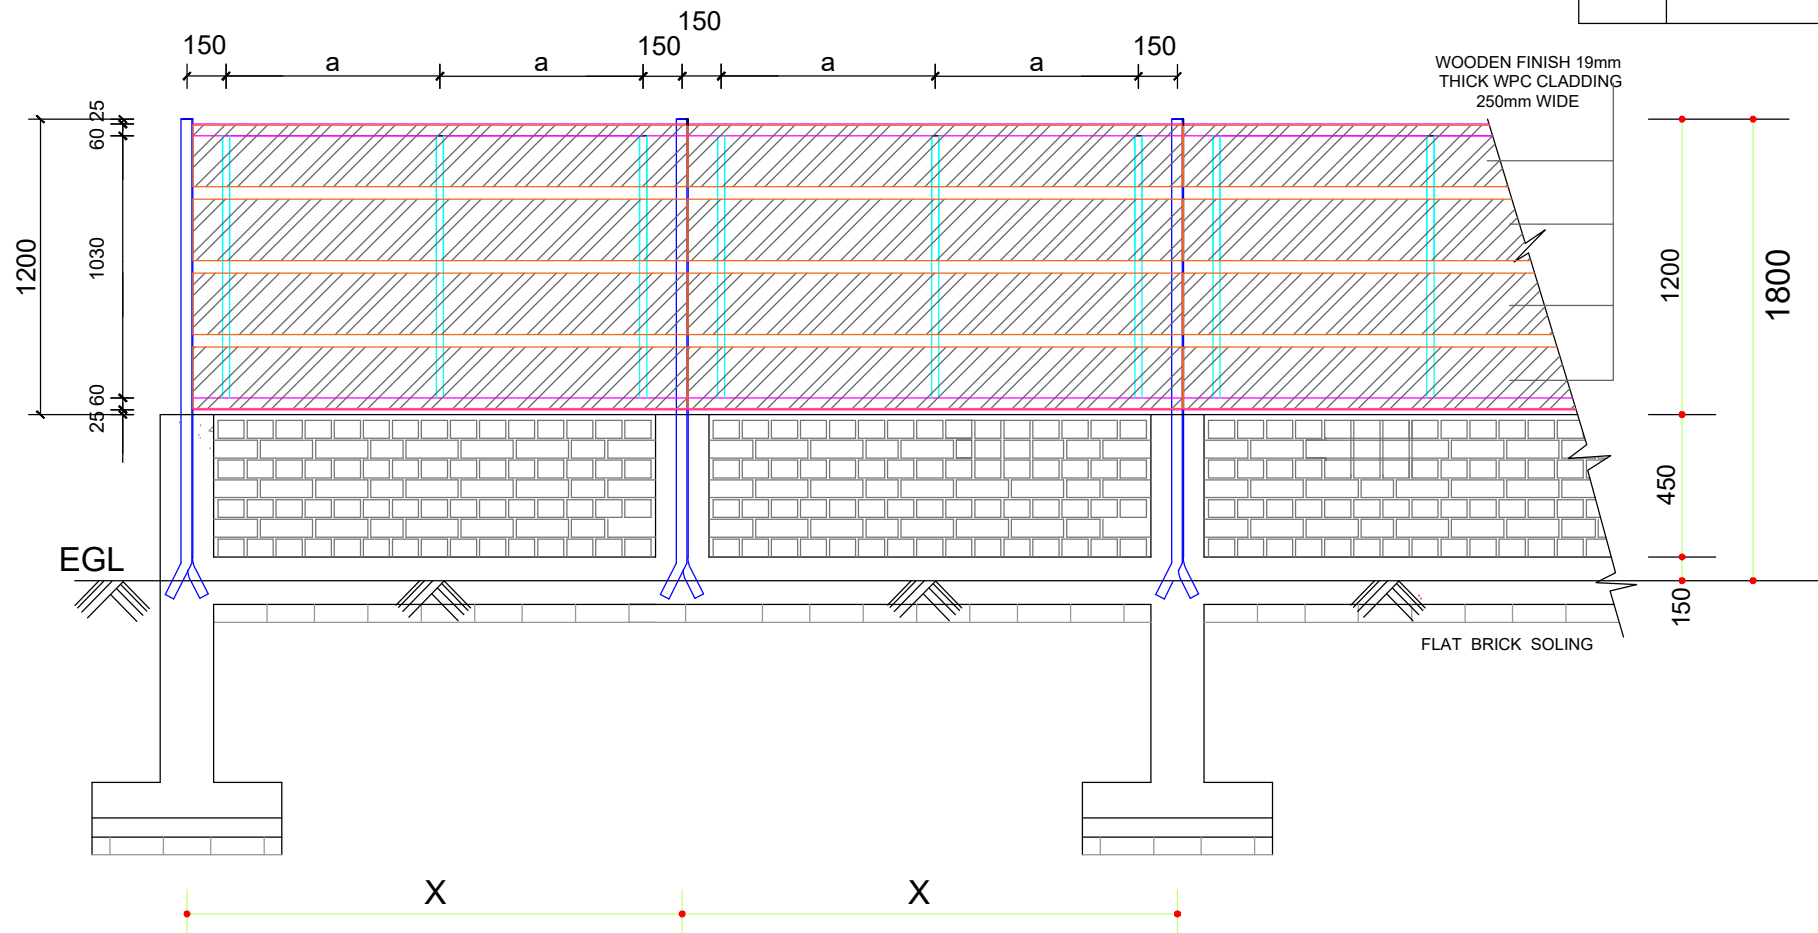 150
150
150
150
a
a
a
a
WOODEN FINISH 19mm
THICK WPC CLADDING
250mm WIDE
25
60
1200
1030
60
25
1200
1800
450
EGL
150
FLAT BRICK SOLING
X
X